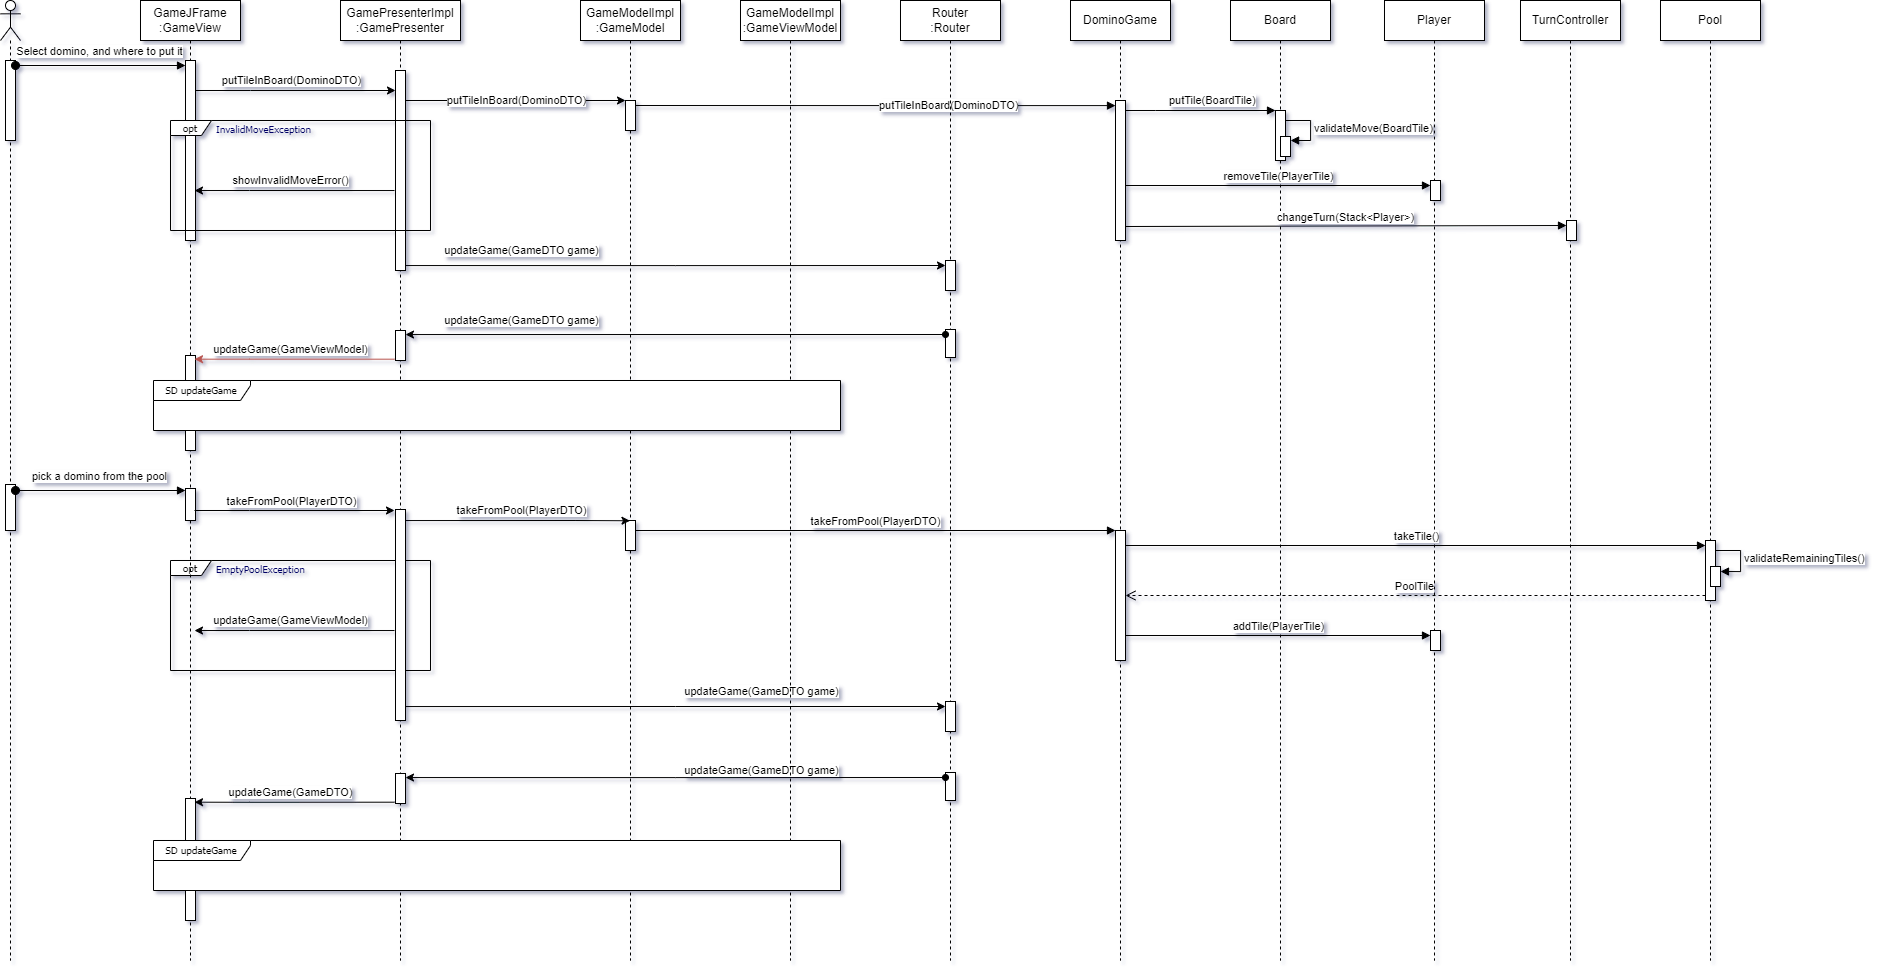 GameJFrame
:GameView
GamePresenterImpl
:GamePresenter
GameModelImpl
:GameModel
GameModelImpl
:GameViewModel
Router
:Router
DominoGame
Board
Player
TurnController
Pool
Select domino, and where to put it
putTileInBoard(DominoDTO)
putTileInBoard(DominoDTO)
putTileInBoard(DominoDTO)
putTile(BoardTile)
opt
InvalidMoveException
validateMove(BoardTile)
showInvalidMoveError()
removeTile(PlayerTile)
changeTurn(Stack<Player>)
updateGame(GameDTO game)
updateGame(GameDTO game)
updateGame(GameViewModel)
SD updateGame
pick a domino from the pool
takeFromPool(PlayerDTO)
takeFromPool(PlayerDTO)
takeFromPool(PlayerDTO)
takeTile()
validateRemainingTiles()
opt
EmptyPoolException
PoolTile
updateGame(GameViewModel)
addTile(PlayerTile)
updateGame(GameDTO game)
updateGame(GameDTO game)
updateGame(GameDTO)
SD updateGame